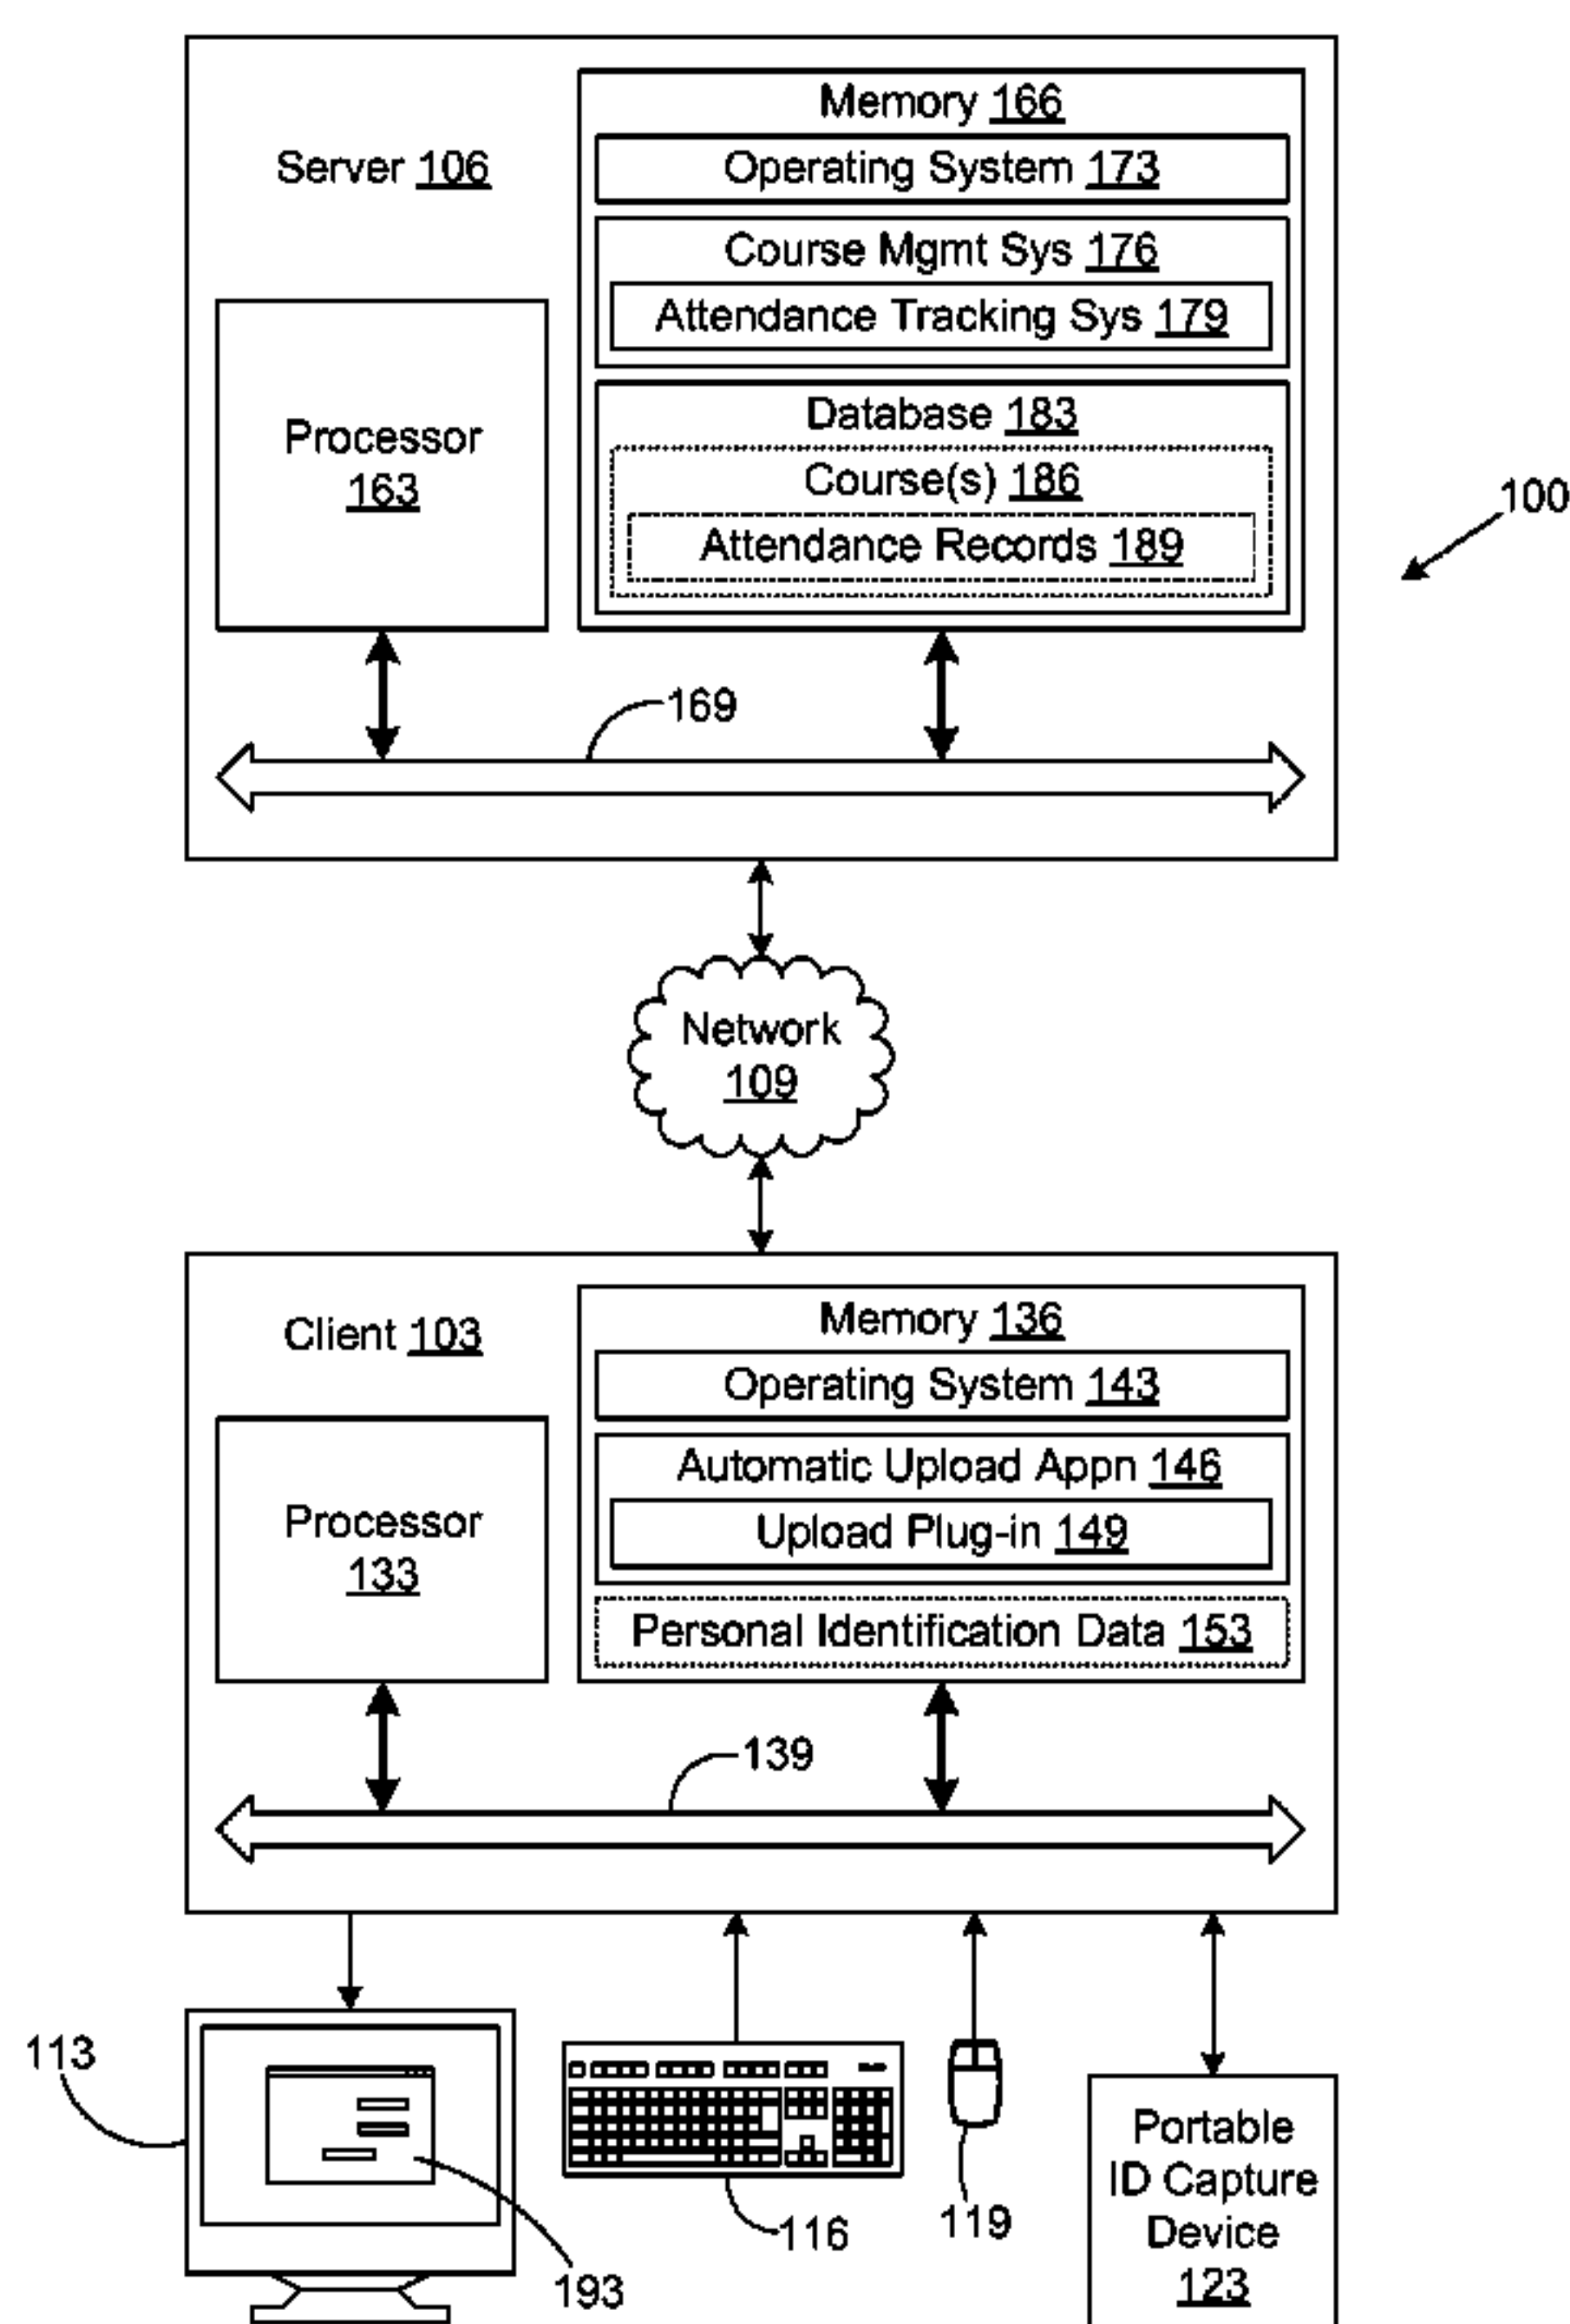 Memory 166
Server 106
Operating System 173
Course Mgmt Sys 176
Attendance Tracking Sys 179
Processor
163
Database 183
Course(s) 186
Attendance Records 189
100
169
Network
109
Client 103
Memory 136
Operating System 143
Automatic Upload Appn 146
Upload Plug-in 149
Processor
133
Personal Identification Data 153
139
113
116
119
193
Portable
ID Capture
Device
123